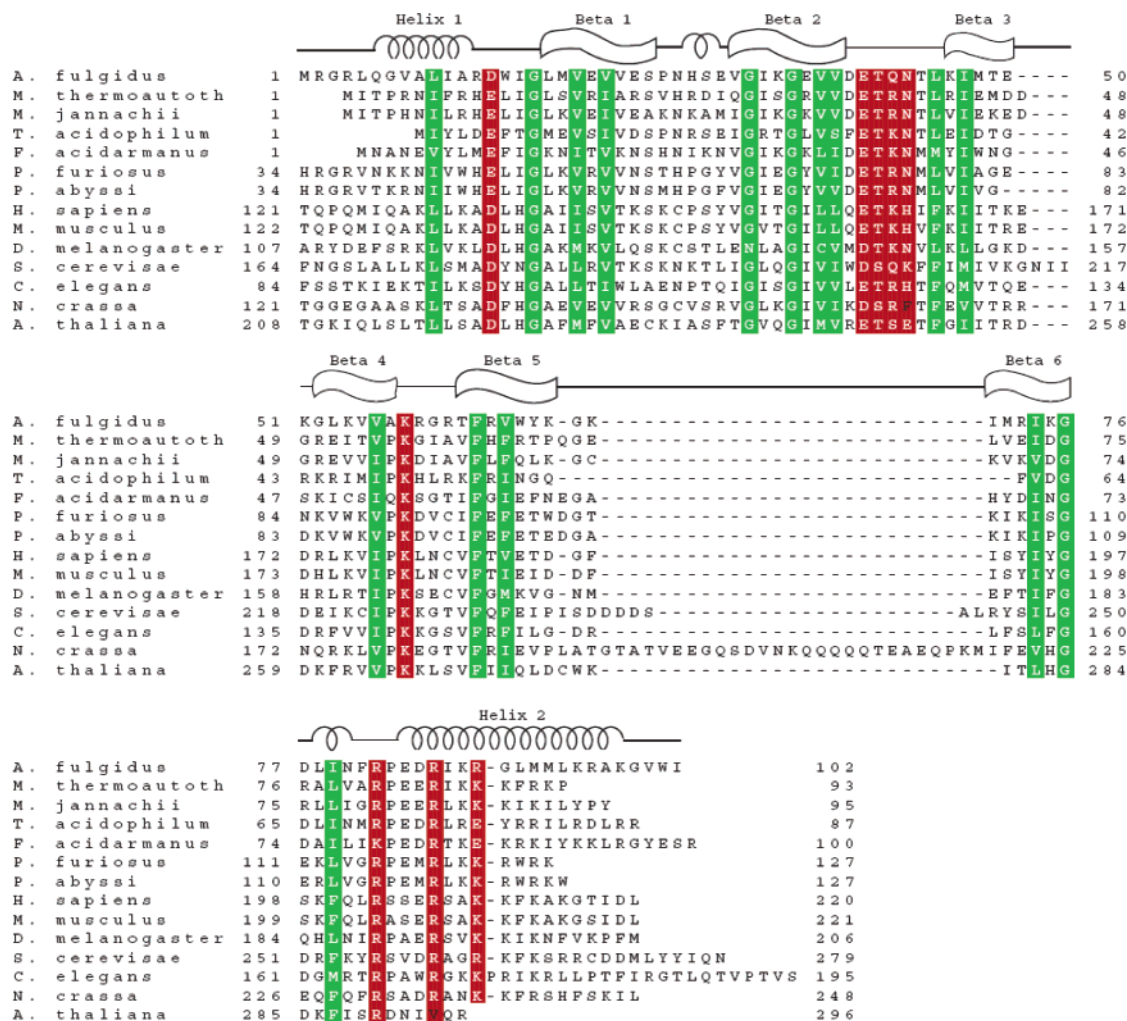 Helix 1 Beta 1 Beta 2 Beta 3
A. fulgidus 1 MRGRLQGVALIARDWIGLMVEVVESPNHSEVGIKGEVVDETQNTLKIMTE---- 50
M. thermoautoth 1 MITPRNIFRHELIGLSVRIARSVHRDIQGISGRVVDETRNTLRIEMDD--- 48
M. jannachii 1 MITPHNILRHELIGLKVEIVEAKNKAMIGIKGKVVDETRNTLVIEKED--- 48
T. acidophilum 1 MIYLDEFTGMEVSIVDSPNRSEIGRTGLVSFETKNTLEIDTG---- 42
F. acidarmanus 1 MNANEVYLMEFIGKNITVKNSHNIKNVGIKGKLIDETKNMMYIWNG---- 46
P. furiosus 34 HRGRVNKKNIVWHELIGLKVRVVNSTHPGYVGIEGYVIDETRNMLVIAGE---- 83
P. abyssi 34 HRGRVTKRNIIWHELIGLKVRVVNSMHPGFVGIEGYVVDETRNMLVIVG----- 82
H. sapiens 121 TQPQMIQAKLLKADLHGAIISVTKSKCPSYVGITGILLQETKHIFKIITKE--- 171
M. musculus 122 TQPQMIQAKLLKADLHGAIISVTKSKCPSYVGVTGILLQETKHVFKIITRE--- 172
D. melanogaster 107 ARYDEFSRKLVKLDLHGAKMKVLQSKCSTLENLAGICVMDTKNVLKLLGKD--- 157
S. cerevisae 164 FNGSLALLKLSMADYNGALLRVTKSKNKTLIGLQGIVIWDSQKFFIMIVKGNII 217
C. elegans 84 FSSTKIEKTILKSDYHGALLTIWLAENPTQIGISGIVVLETRHTFQMVTQE--- 134
N. crassa 121 TGGEGAASKLTSADFHGAEVEVVRSGCVSRVGLKGIVIKDSRFTFEVVTRR--- 171
A. thaliana 208 TGKIQLSLTLLSADLHGAFMFVAECKIASFTGVQGIMVRETSETFGIITRD--- 258
Beta 4 Beta 5 Beta 6
A. fulgidus 51 KGLKVVAKRGRTFRVWYK-GK---------------------------IMRIKG 76
M. thermoautoth 49 GREITVPKGIAVFHFRTPQGE---------------------------LVEIDG 75
M. jannachii 49 GREVVIPKDIAVFLFQLK-GC---------------------------KVKVDG 74
T. acidophilum 43 RKRIMIPKHLRKFRINGQ--------------------------------FVDG 64
F. acidarmanus 47 SKICSIQKSGTIFGIEFNEGA---------------------------HYDING 73
P. furiosus 84 NKVWKVPKDVCIFEFETWDGT---------------------------KIKISG 110
P. abyssi 83 DKVWKVPKDVCIFEFETEDGA---------------------------KIKIPG 109
H. sapiens 172 DRLKVIPKLNCVFTVETD-GF---------------------------ISYIYG 197
M. musculus 173 DHLKVIPKLNCVFTIEID-DF---------------------------ISYIYG 198
D. melanogaster 158 HRLRTIPKSECVFGMKVG-NM---------------------------EFTIFG 183
S. cerevisae 218 DEIKCIPKKGTVFQFEIPISDDDDS---------------------ALRYSILG 250
C. elegans 135 DRFVVIPKKGSVFRFILG-DR---------------------------LFSLFG 160
N. crassa 172 NQRKLVPKEGTVFRIEVPLATGTATVEEGQSDVNKQQQQQTEAEQPKMIFEVHG 225
A. thaliana 259 DKFRVVPKKLSVFIIQLDCWK---------------------------ITLHG 284
Helix 2
A. fulgidus 77 DLINFRPEDRIKR-GLMMLKRAKGVWI 102
M. thermoautoth 76 RALVARPEERIKK-KFRKP 93
M. jannachii 75 RLLIGRPEERLKK-KIKILYPY 95
T. acidophilum 65 DLINMRPEDRLRE-YRRILRDLRR 87
F. acidarmanus 74 DAILIKPEDRTKE-KRKIYKKLRGYESR 100
P. furiosus 111 EKLVGRPEMRLKK-RWRK 127
P. abyssi 110 ERLVGRPEMRLKK-RWRKW 127
H. sapiens 198 SKFQLRSSERSAK-KFKAKGTIDL 220
M. musculus 199 SKFQLRASERSAK-KFKAKGSIDL 221
D. melanogaster 184 QHLNIRPAERSVK-KIKNFVKPFM 206
S. cerevisae 251 DRFKYRSVDRAGR-KFKSRRCDDMLYYIQN 279
C. elegans 161 DGMRTRPAWRGKKPRIKRLLPTFIRGTLQTVPTVS 195
N. crassa 226 EQFQFRSADRANK-KFRSHFSKIL 248
A. thaliana 285 DKFISRDNIVQR 296